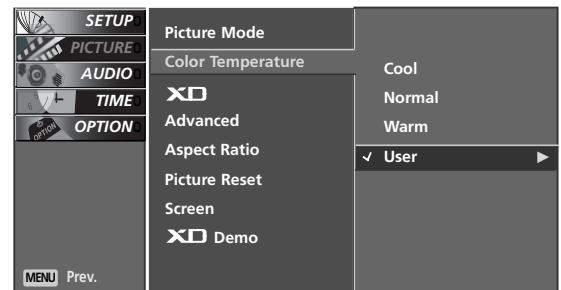 SETUP
PICTURE
AUDIO
TIME
OPTION
OPTION
MENU Prev.
Picture Mode
Color Temperature
XD
Advanced
Aspect Ratio
Picture Reset
Screen
XD Demo
Cool
Normal
Warm
✓ User ▶